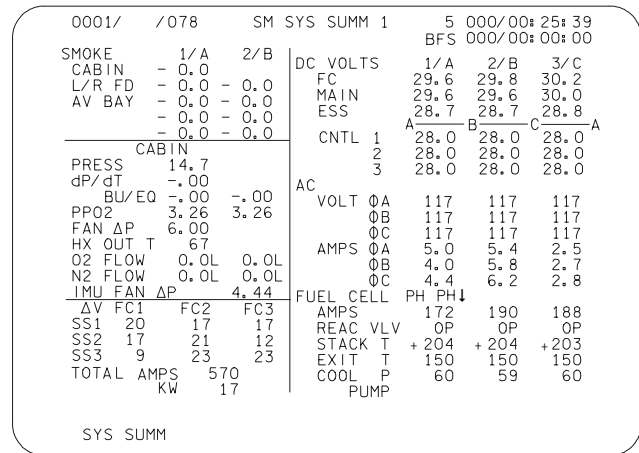 0001/ /078 SM SYS SUMM 1 5 000/00:25:39
BFS 000/00:00:00
SMOKE 1/A 2/B
CABIN - 0.0
L/R FD - 0.0 - 0.0
AV BAY - 0.0 - 0.0
- 0.0 - 0.0
- 0.0 - 0.0
CABIN
PRESS 14.7
dP/dT -.00
BU/EQ -.00 -.00
PPO2 3.26 3.26
FAN ΔP 6.00
HX OUT T 67
O2 FLOW 0.0L 0.0L
N2 FLOW 0.0L 0.0L
IMU FAN ΔP 4.44
ΔV FC1 FC2 FC3
SS1 20 17 17
SS2 17 21 12
SS3 9 23 23
TOTAL AMPS 570
KW 17
DC VOLTS 1/A 2/B 3/C
FC 29.6 29.8 30.2
MAIN 29.6 29.6 30.0
ESS 28.7 28.7 28.8
A B C A
CNTL 1 28.0 28.0 28.0
2 28.0 28.0 28.0
3 28.0 28.0 28.0
AC
VOLT ΦA 117 117 117
ΦB 117 117 117
ΦC 117 117 117
AMPS ΦA 5.0 5.4 2.5
ΦB 4.0 5.8 2.7
ΦC 4.4 6.2 2.8
FUEL CELL PH PH↓
AMPS 172 190 188
REAC VLV OP OP OP
STACK T +204 +204 +203
EXIT T 150 150 150
COOL P 60 59 60
PUMP
SYS SUMM